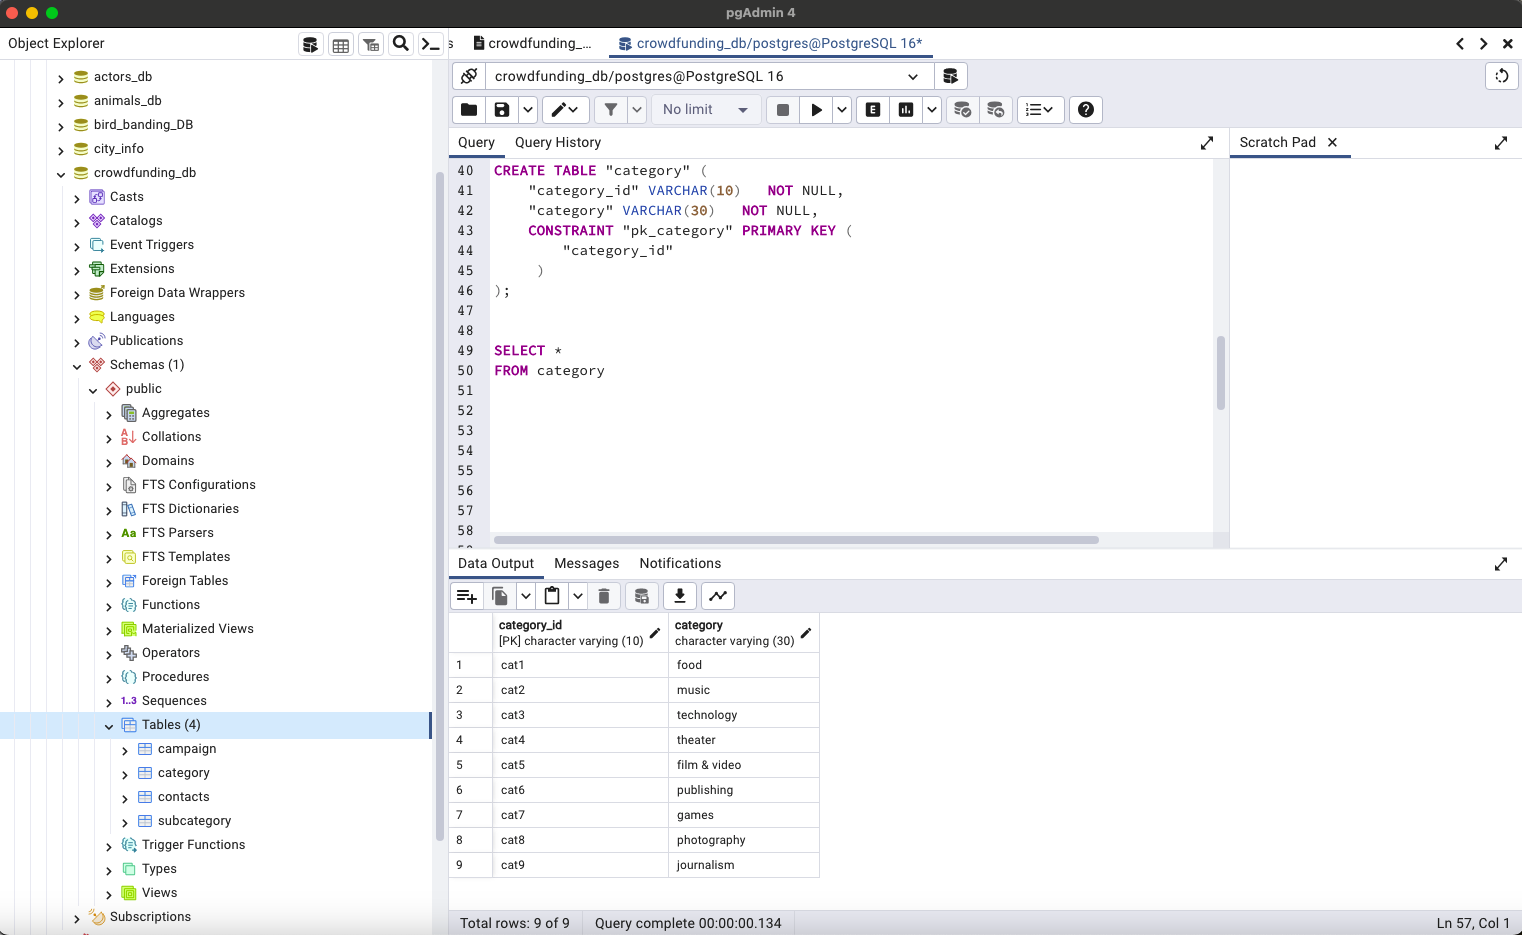 pgAdmin 4
Object Explorer
s
crowdfunding_...
crowdfunding_db/postgres@PostgreSQL 16*
actors_db
animals_db
bird_banding_DB
city_info
crowdfunding_db
Casts
Catalogs
Event Triggers
Extensions
Foreign Data Wrappers
Languages
Publications
Schemas (1)
public
Aggregates
Collations
Domains
FTS Configurations
FTS Dictionaries
Aa FTS Parsers
FTS Templates
Foreign Tables
Functions
Materialized Views
Operators
Procedures
1..3 Sequences
Tables (4)
campaign
category
contacts
subcategory
Trigger Functions
Types
Views
Subscriptions
crowdfunding_db/postgres@PostgreSQL 16
No limit
E
Query
Query History
Scratch Pad
40 CREATE TABLE "category" (
41 "category_id" VARCHAR(10) NOT NULL,
42 "category" VARCHAR(30) NOT NULL,
43 CONSTRAINT "pk_category" PRIMARY KEY (
44 "category_id"
45 )
46 );
47
48
49 SELECT *
50 FROM category
51
52
53
54
55
56
57
58
Data Output
Messages
Notifications
category_id
[PK] character varying (10)
category
character varying (30)
1 cat1 food
2 cat2 music
3 cat3 technology
4 cat4 theater
5 cat5 film & video
6 cat6 publishing
7 cat7 games
8 cat8 photography
9 cat9 journalism
Total rows: 9 of 9
Query complete 00:00:00.134
Ln 57, Col 1